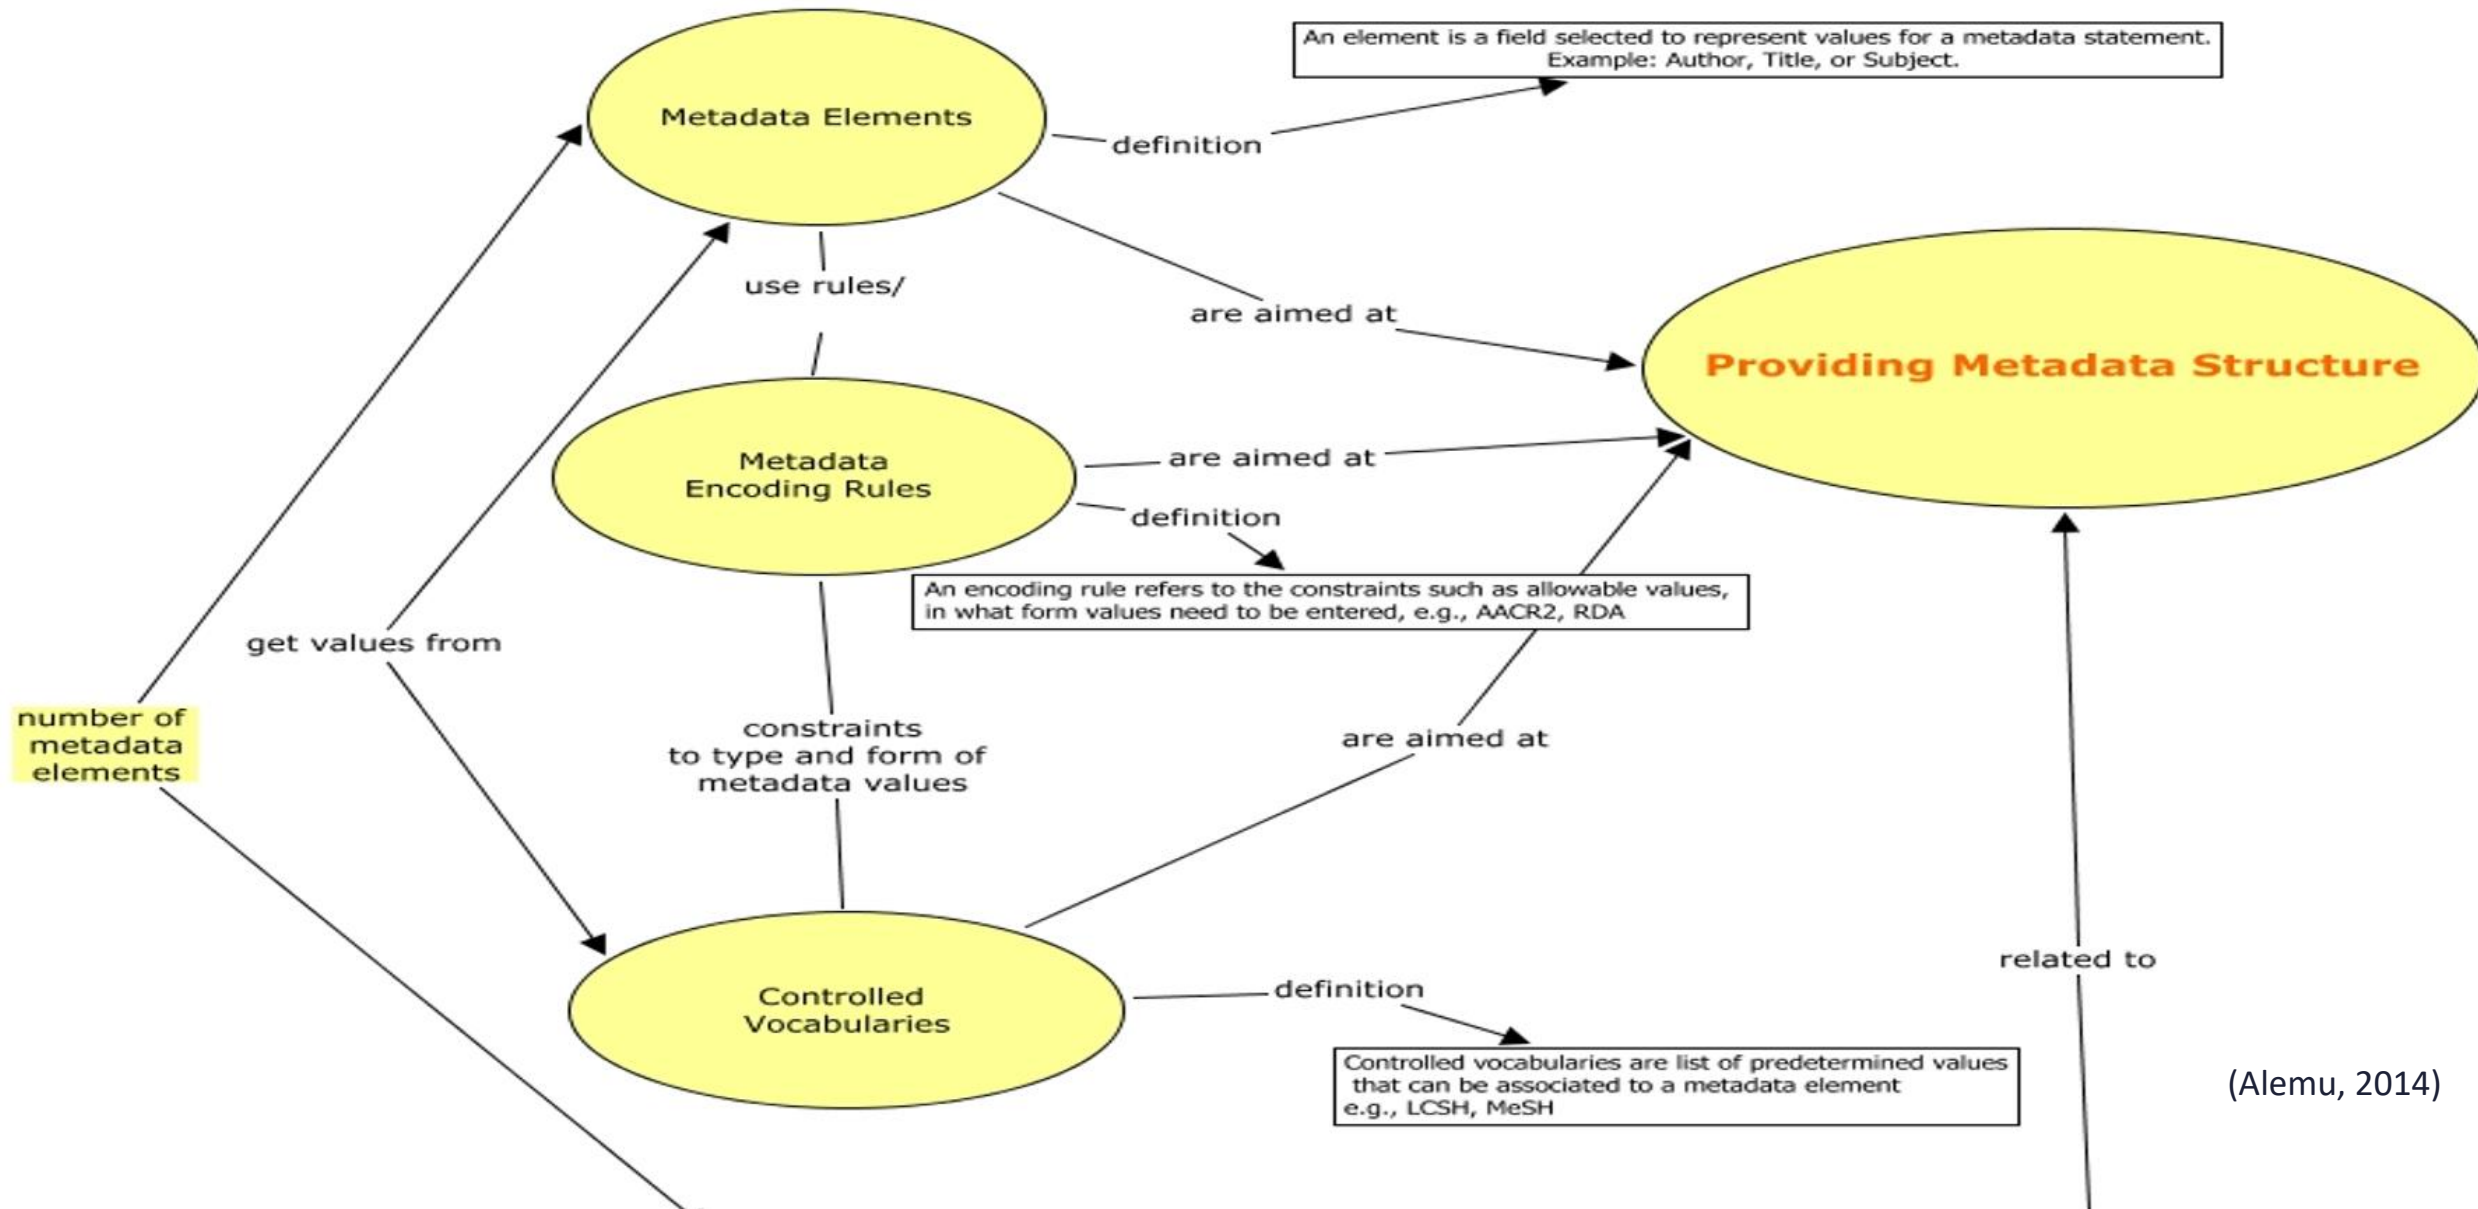 An element is a field selected to represent values for a metadata statement.
Example: Author, Title, or Subject.
Metadata Elements
definition
use rules/
are aimed at
Providing Metadata Structure
Metadata
Encoding Rules
are aimed at
definition
An encoding rule refers to the constraints such as allowable values,
in what form values need to be entered, e.g., AACR2, RDA
get values from
number of
metadata
elements
constraints
to type and form of
metadata values
are aimed at
related to
Controlled
Vocabularies
definition
Controlled vocabularies are list of predetermined values
that can be associated to a metadata element
e.g., LCSH, MeSH
(Alemu, 2014)